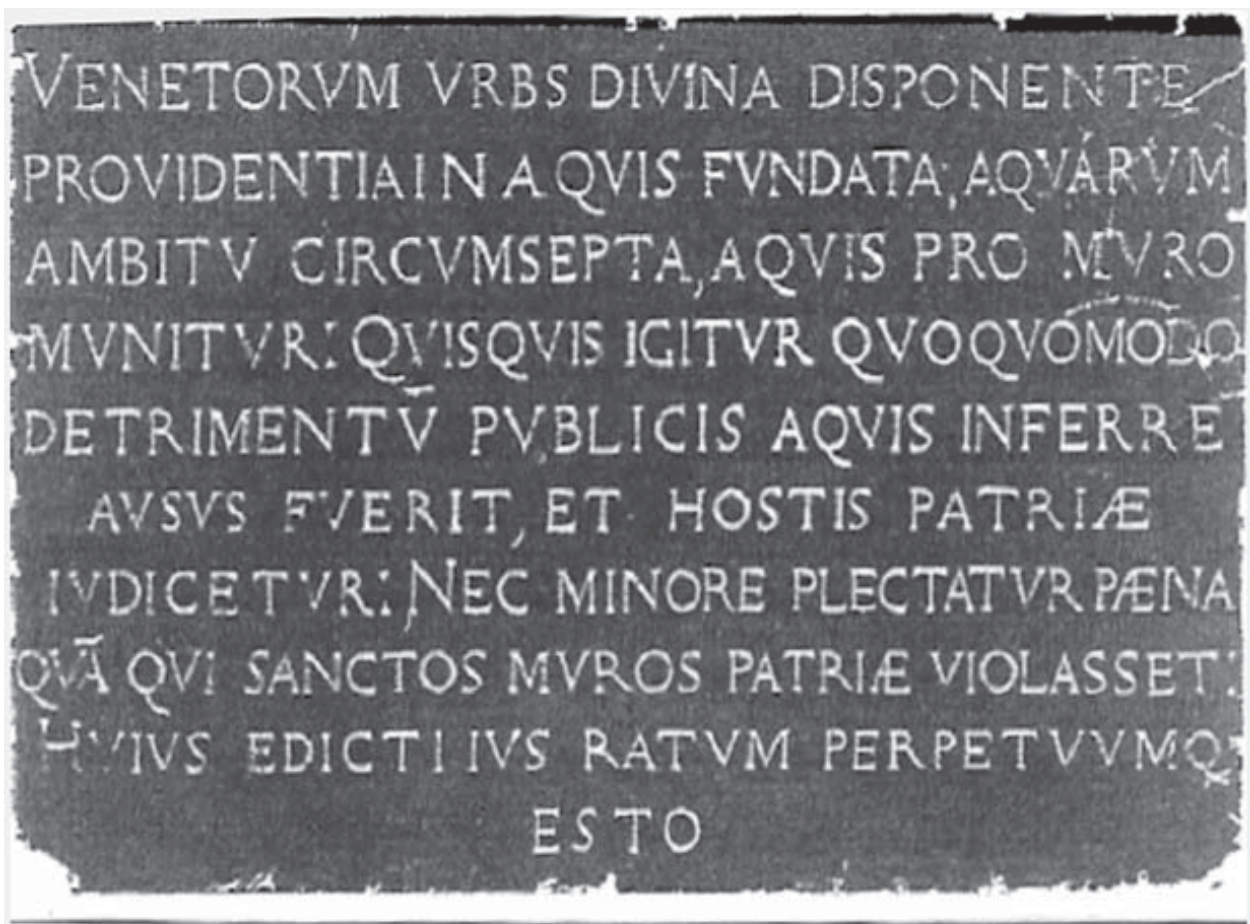 VENETORVM VRBS DIVINA DISPONENTE
PROVIDENTIA IN AQVIS FVNDATA, AQVARVM
AMBITV CIRCVMSEPTA, AQVIS PRO MVRO
MVNITVR: QVISQVIS IGITVR QVOQVOMODO
DETRIMENTV̄ PVBLICIS AQVIS INFERRE
AVSVS FVERIT, ET HOSTIS PATRIÆ
IVDICETVR: NEC MINORE PLECTATVR PÆNA
QVĀ QVI SANCTOS MVROS PATRIÆ VIOLASSET:
HVIVS EDICTI IVS RATVM PERPETVVMQ
ESTO